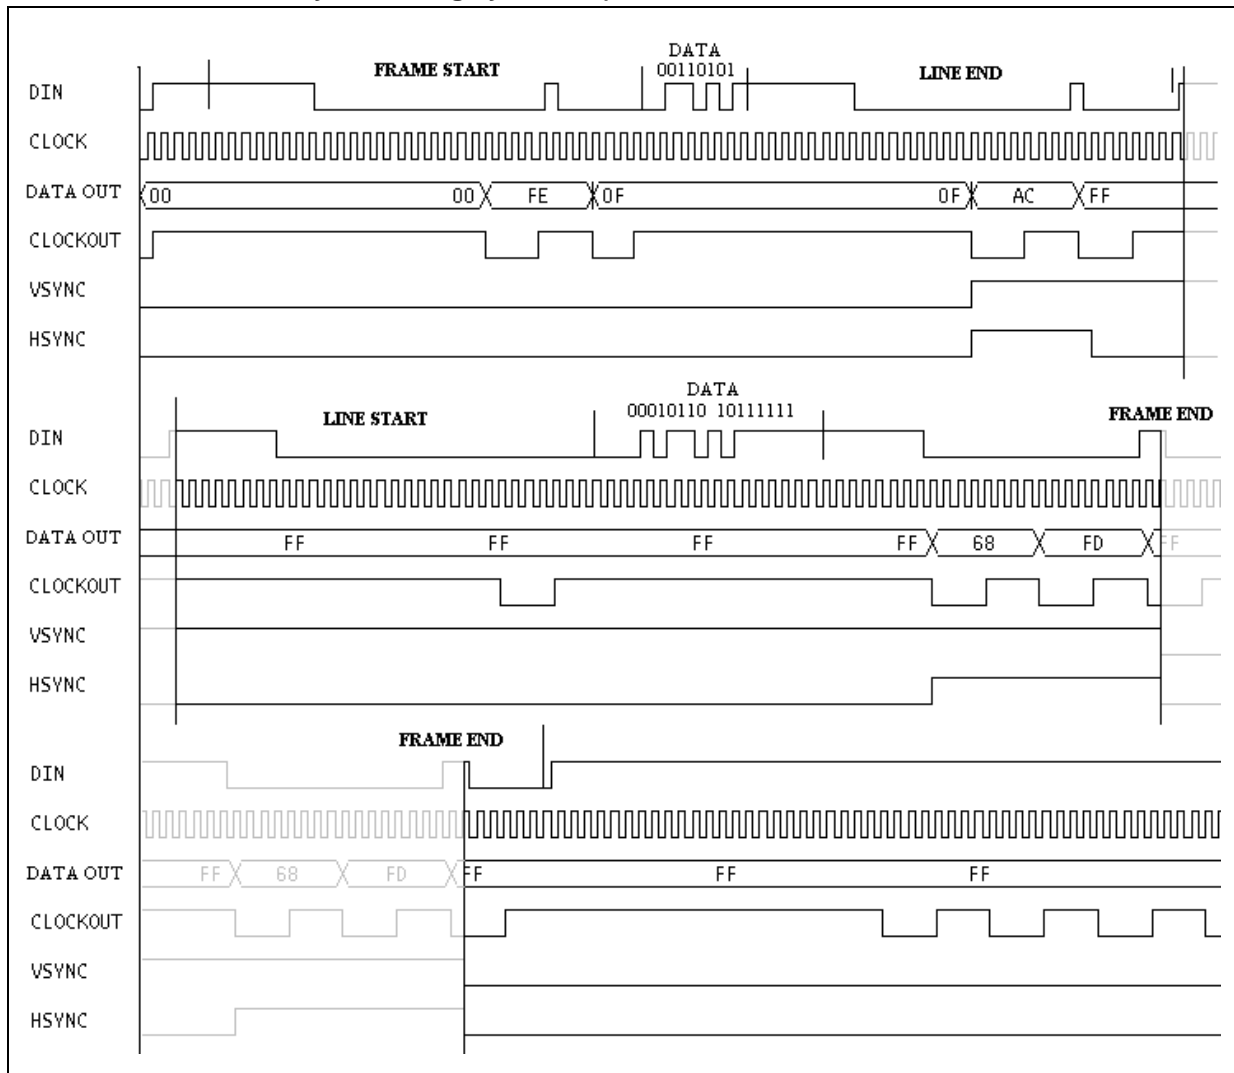 DATA
FRAME START 00110101 LINE END
DIN
CLOCK
DATA OUT 00 00 FE 0F 0F AC FF
CLOCKOUT
VSYNC
HSYNC
DATA
LINE START 00010110 10111111 FRAME END
DIN
CLOCK
DATA OUT FF FF FF FF 68 FD FF
CLOCKOUT
VSYNC
HSYNC
FRAME END
DIN
CLOCK
DATA OUT FF 68 FD FF FF FF
CLOCKOUT
VSYNC
HSYNC